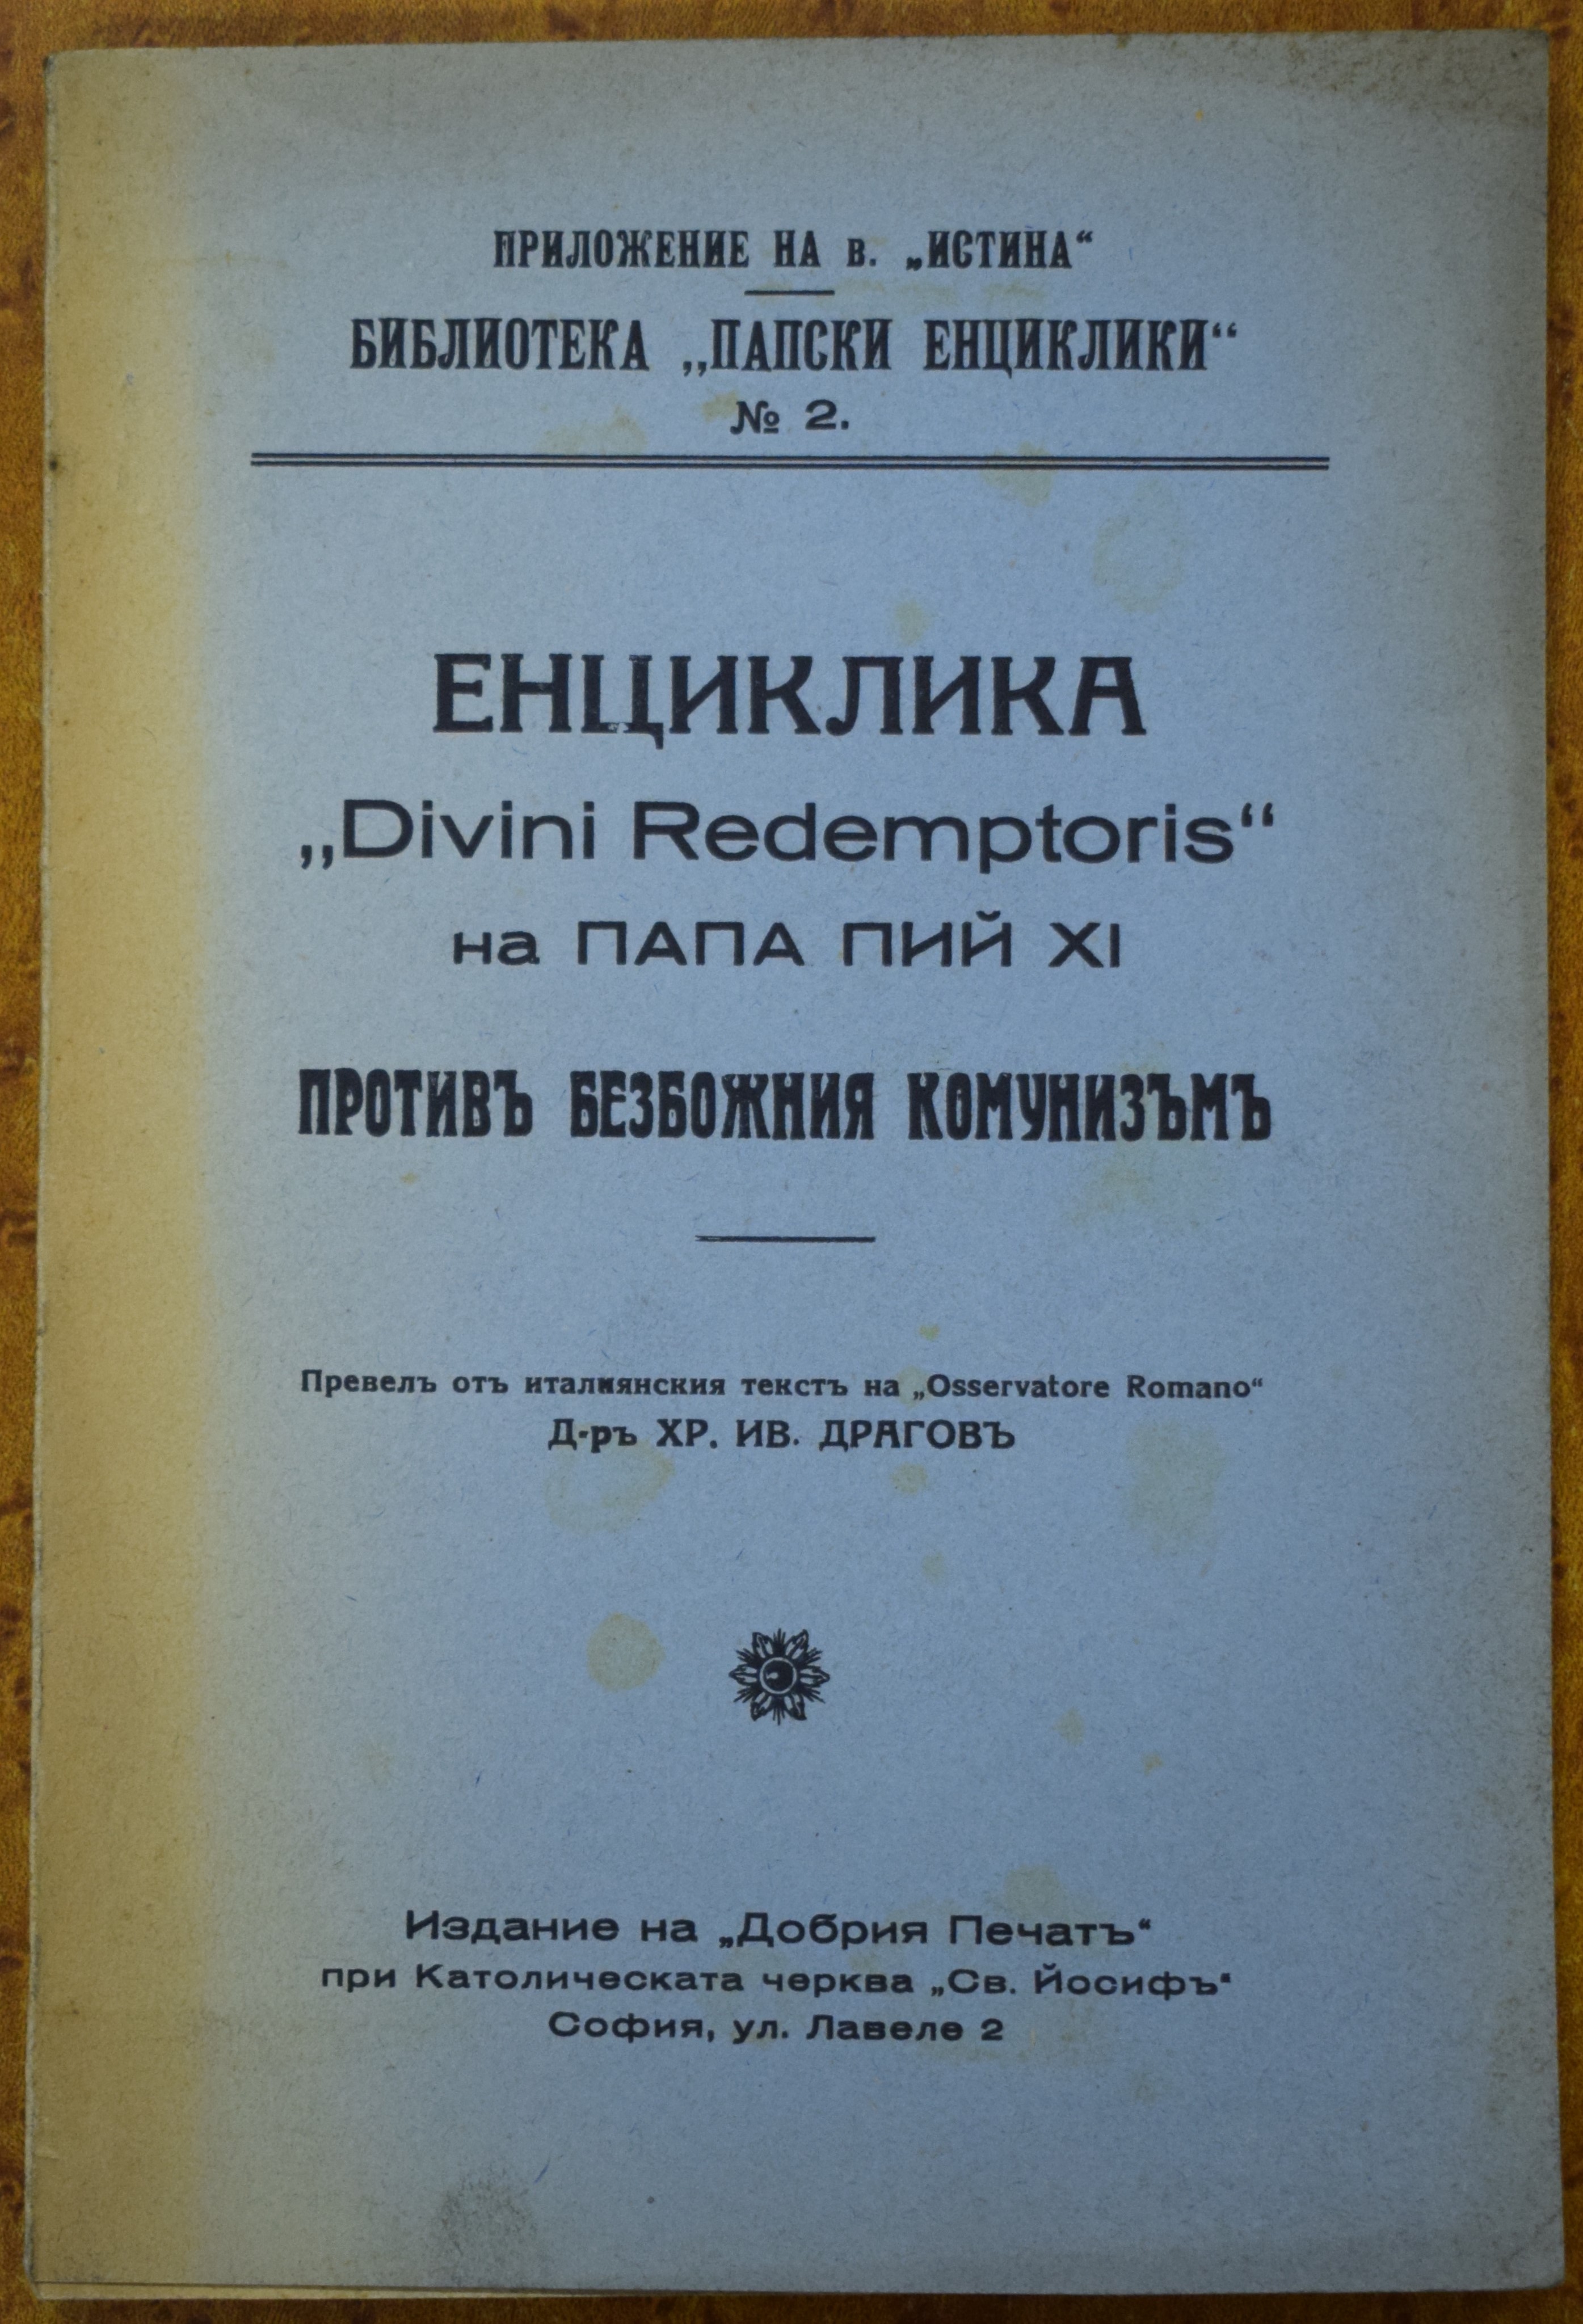 ПРИЛОЖЕНИЕ НА в. „ИСТИНА“
БИБЛИОТЕКА „ПАПСКИ ЕНЦИКЛИКИ“
№ 2.
ЕНЦИКЛИКА
„Divini Redemptoris“
на ПАПА ПИЙ XI
ПРОТИВЪ БЕЗБОЖНИЯ КОМУНИЗЪМЪ
Превелъ отъ италиянския текстъ на „Osservatore Romano“
Д-ръ ХР. ИВ. ДРАГОВЪ
Издание на „Добрия Печатъ“
при Католическата черква „Св. Йосифъ“
София, ул. Лавеле 2